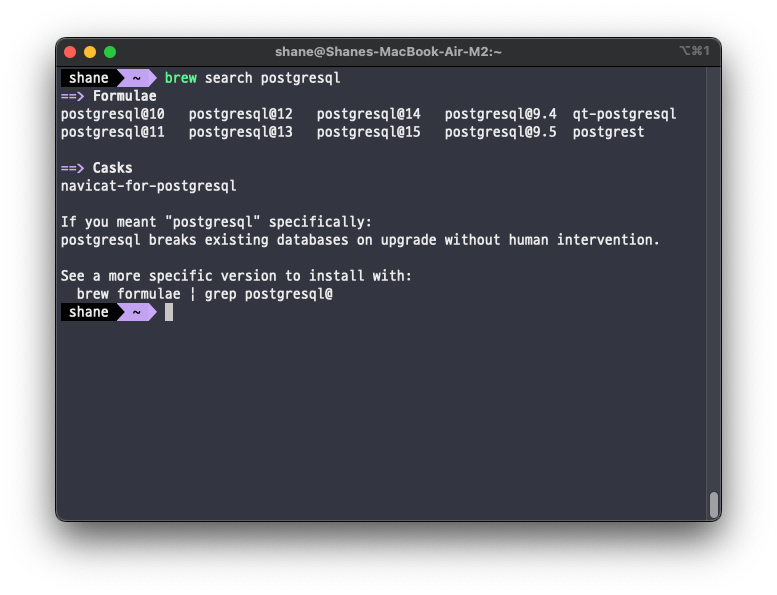 shane@Shanes-MacBook-Air-M2:~
⌥⌘1
shane ~ brew search postgresql
==> Formulae
postgresql@10 postgresql@12 postgresql@14 postgresql@9.4 qt-postgresql
postgresql@11 postgresql@13 postgresql@15 postgresql@9.5 postgrest
==> Casks
navicat-for-postgresql
If you meant "postgresql" specifically:
postgresql breaks existing databases on upgrade without human intervention.
See a more specific version to install with:
brew formulae | grep postgresql@
shane ~